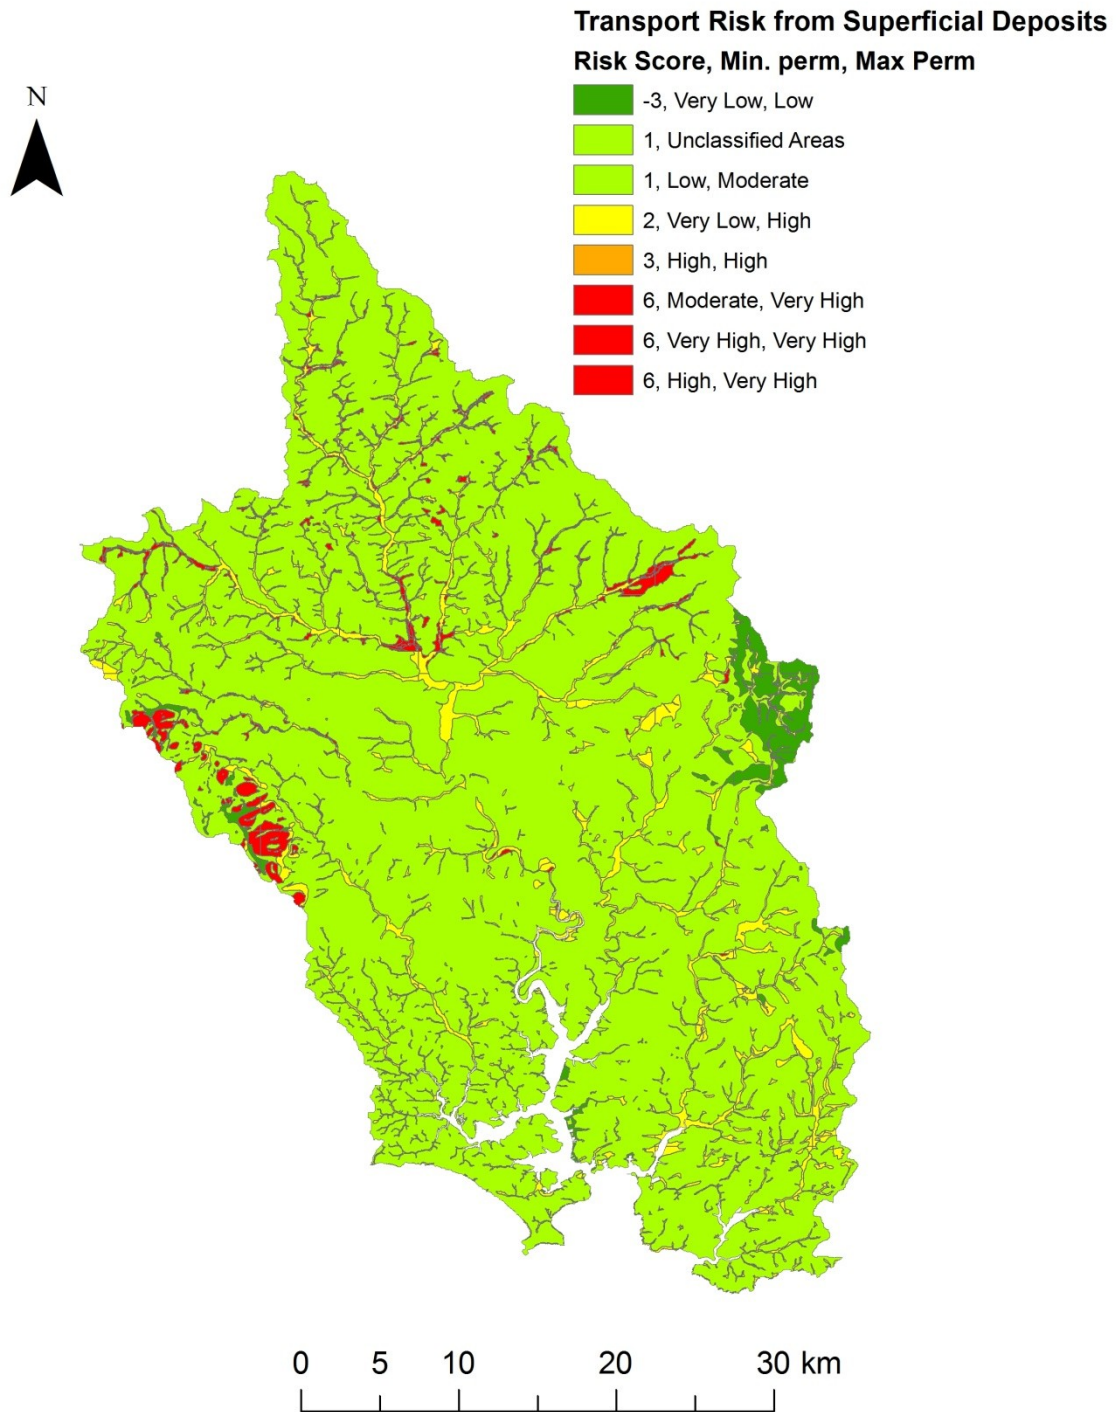 Transport Risk from Superficial Deposits
Risk Score, Min. perm, Max Perm
-3, Very Low, Low
1, Unclassified Areas
1, Low, Moderate
2, Very Low, High
3, High, High
6, Moderate, Very High
6, Very High, Very High
6, High, Very High
N
0 5 10 20 30 km